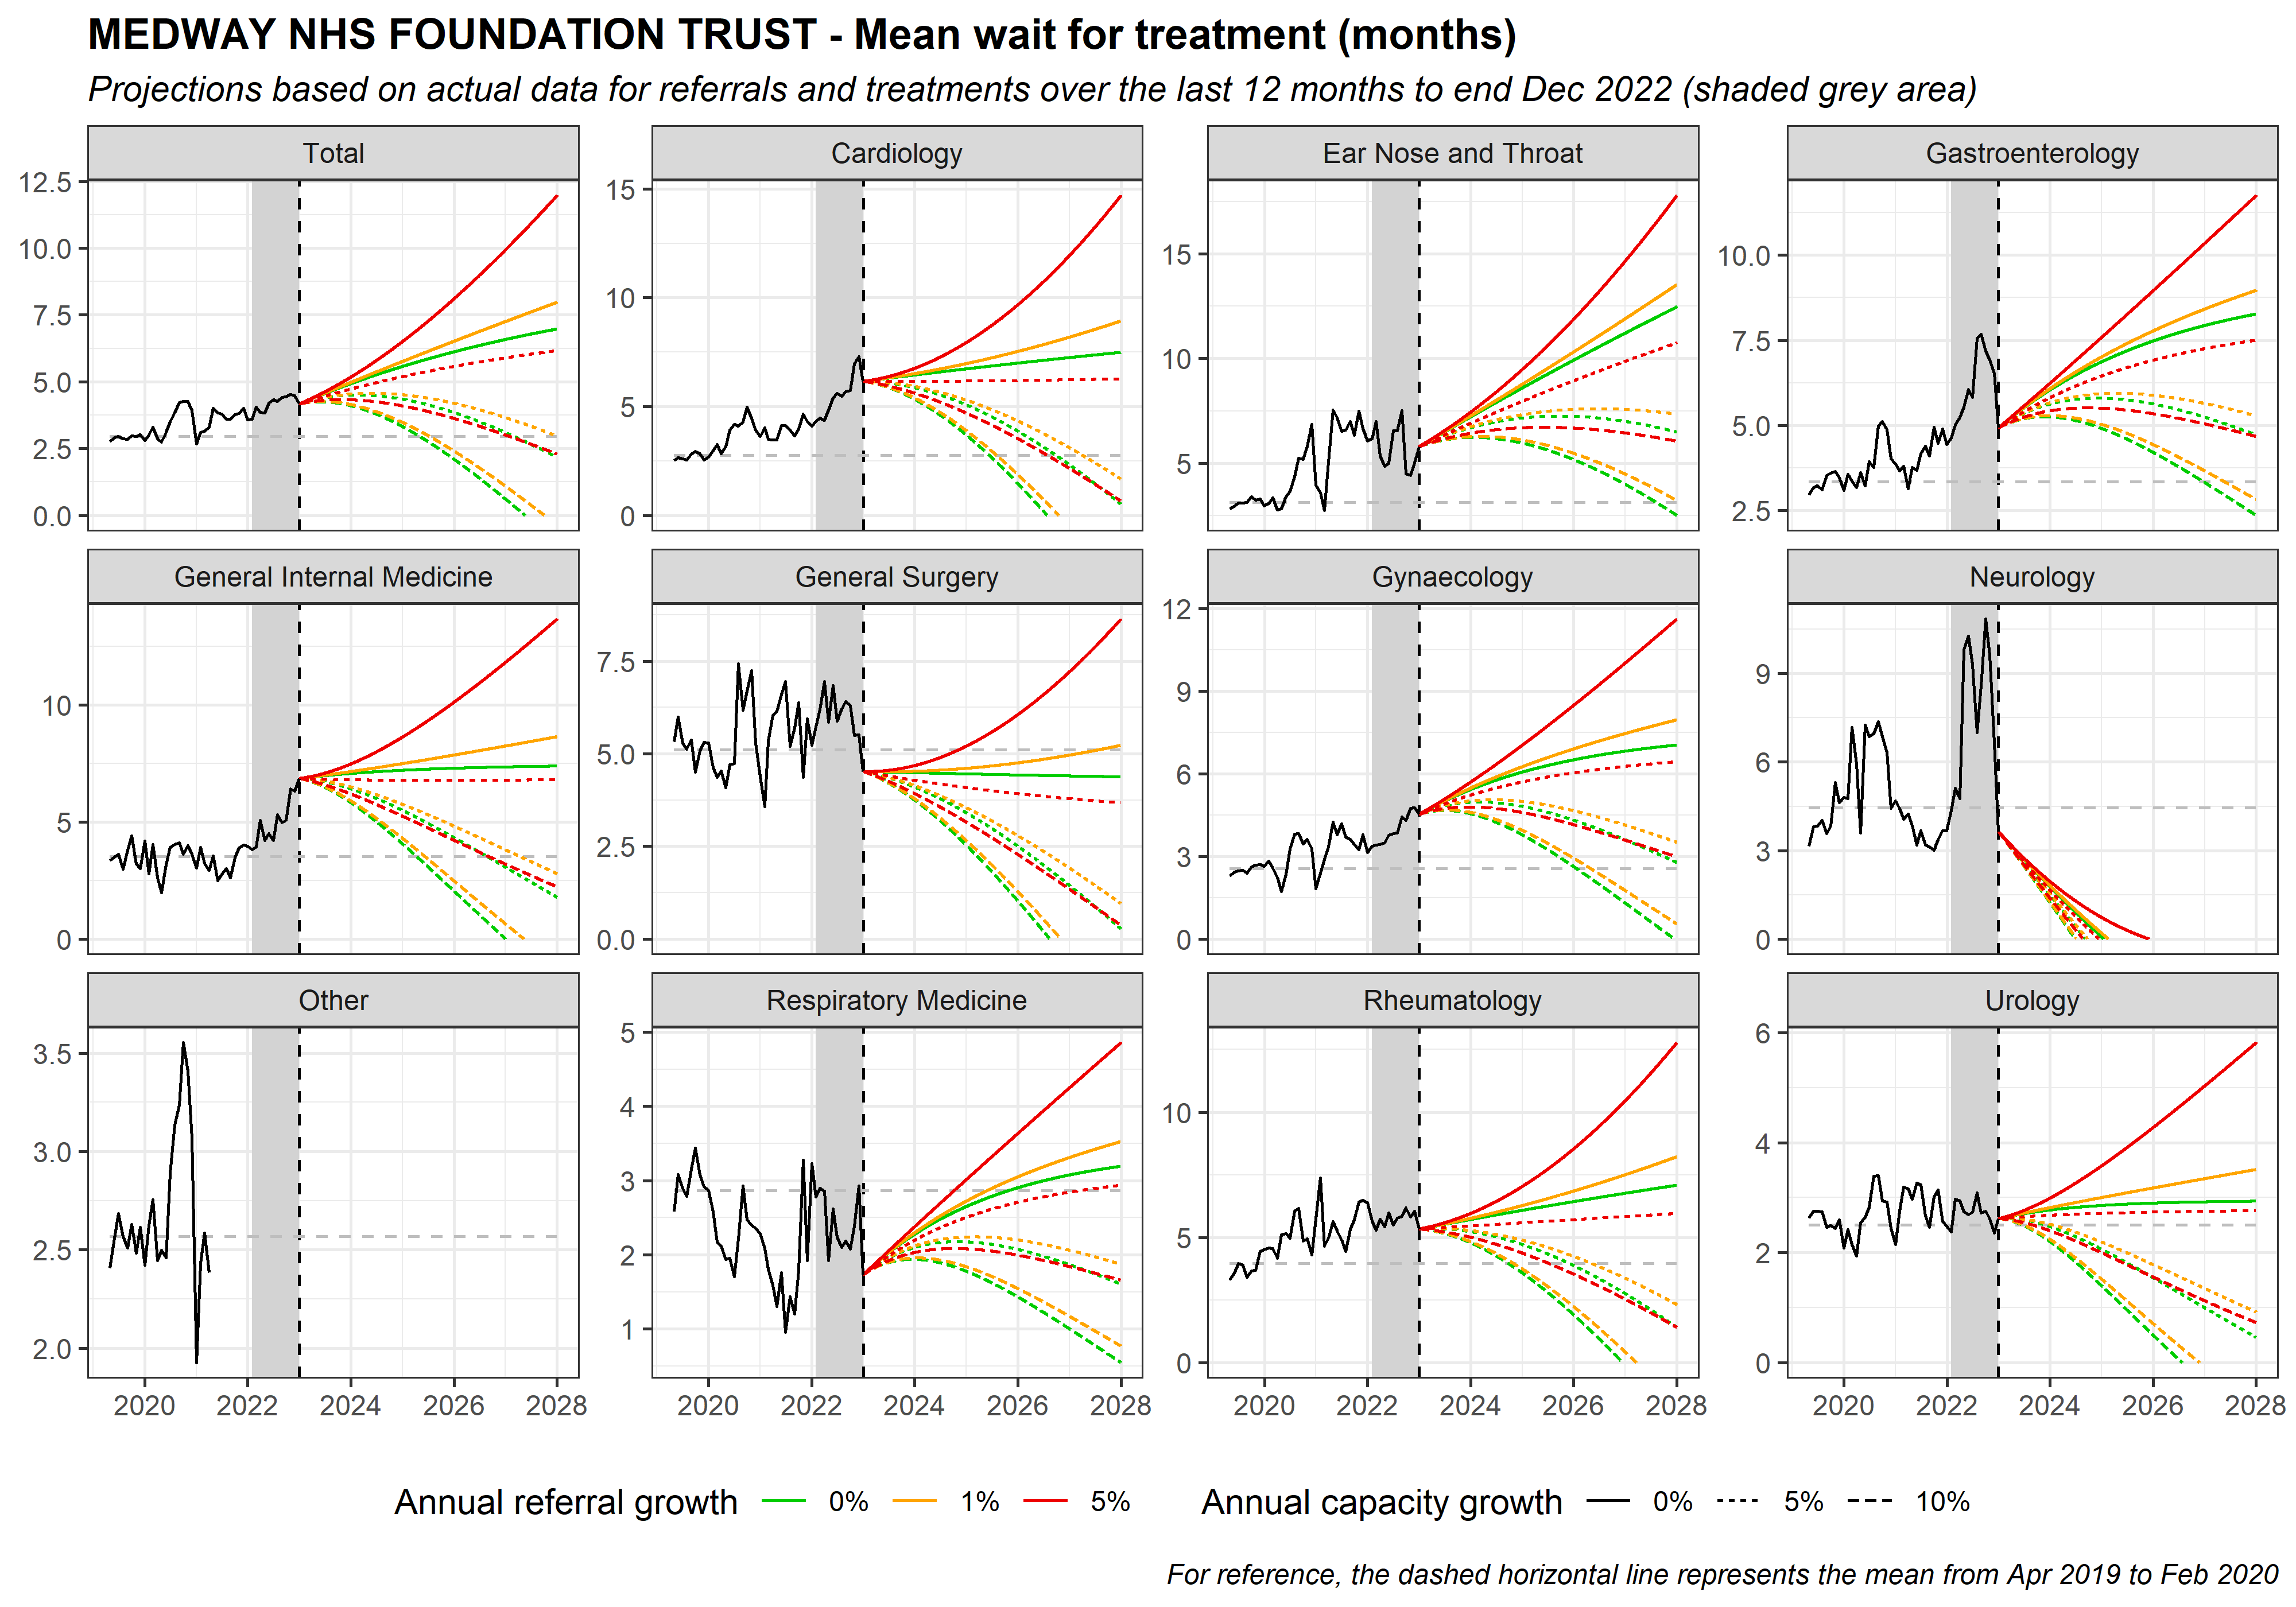 MEDWAY NHS FOUNDATION TRUST - Mean wait for treatment (months)
Projections based on actual data for referrals and treatments over the last 12 months to end Dec 2022 (shaded grey area)
Total
12.5
10.0
7.5
5.0
2.5
0.0
Cardiology
15
10
5
0
Ear Nose and Throat
15
10
5
Gastroenterology
10.0
7.5
5.0
2.5
General Internal Medicine
10
5
0
General Surgery
7.5
5.0
2.5
0.0
Gynaecology
12
9
6
3
0
Neurology
9
6
3
0
Other
3.5
3.0
2.5
2.0
2020 2022 2024 2026 2028
Respiratory Medicine
5
4
3
2
1
2020 2022 2024 2026 2028
Rheumatology
10
5
0
2020 2022 2024 2026 2028
Urology
6
4
2
0
2020 2022 2024 2026 2028
Annual referral growth 0% 1% 5%
Annual capacity growth 0% 5% 10%
For reference, the dashed horizontal line represents the mean from Apr 2019 to Feb 2020